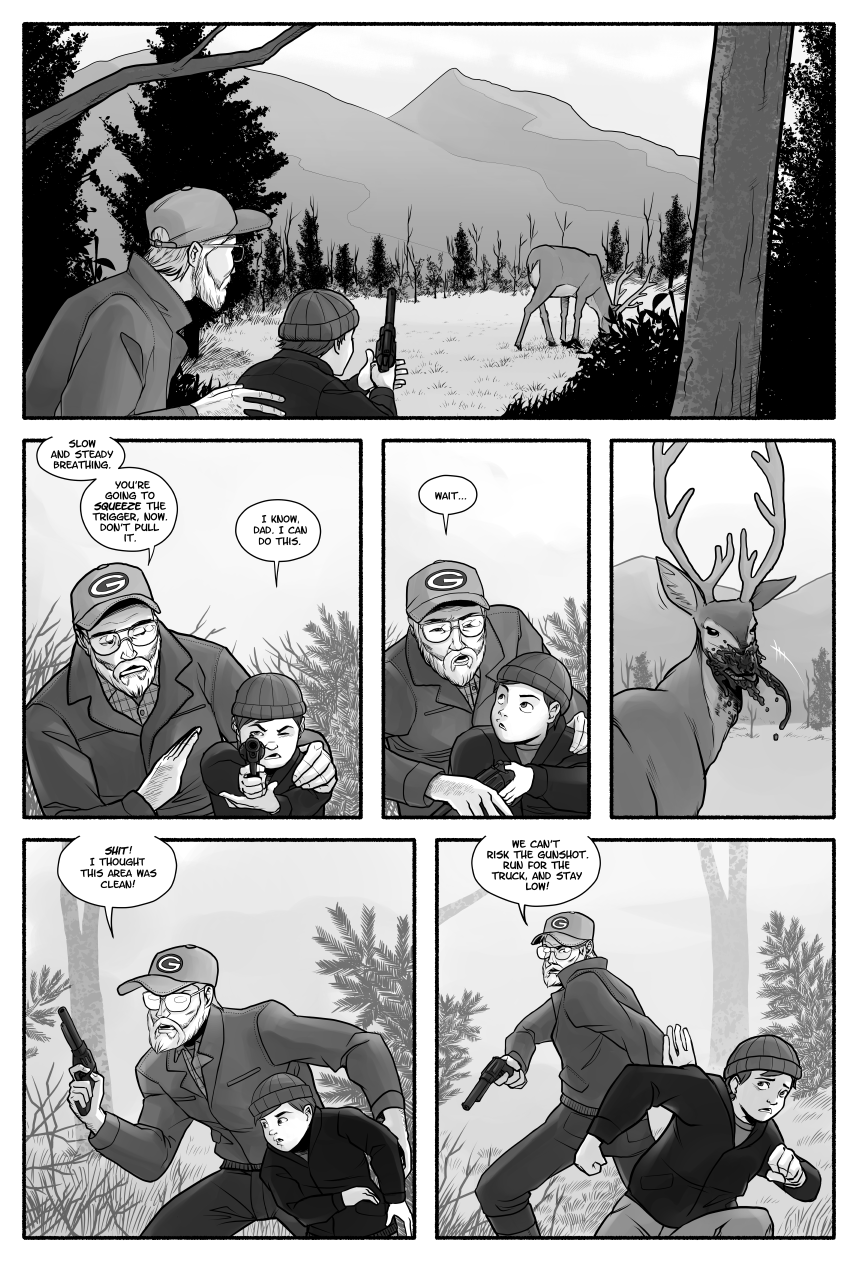 SLOW
AND STEADY
BREATHING.
YOU'RE
GOING TO
SQUEEZE THE
TRIGGER, NOW.
DON'T PULL
IT.
I KNOW,
DAD. I CAN
DO THIS.
G
WAIT...
G
SHIT!
I THOUGHT
THIS AREA WAS
CLEAN!
G
WE CAN'T
RISK THE GUNSHOT.
RUN FOR THE
TRUCK, AND STAY
LOW!
G